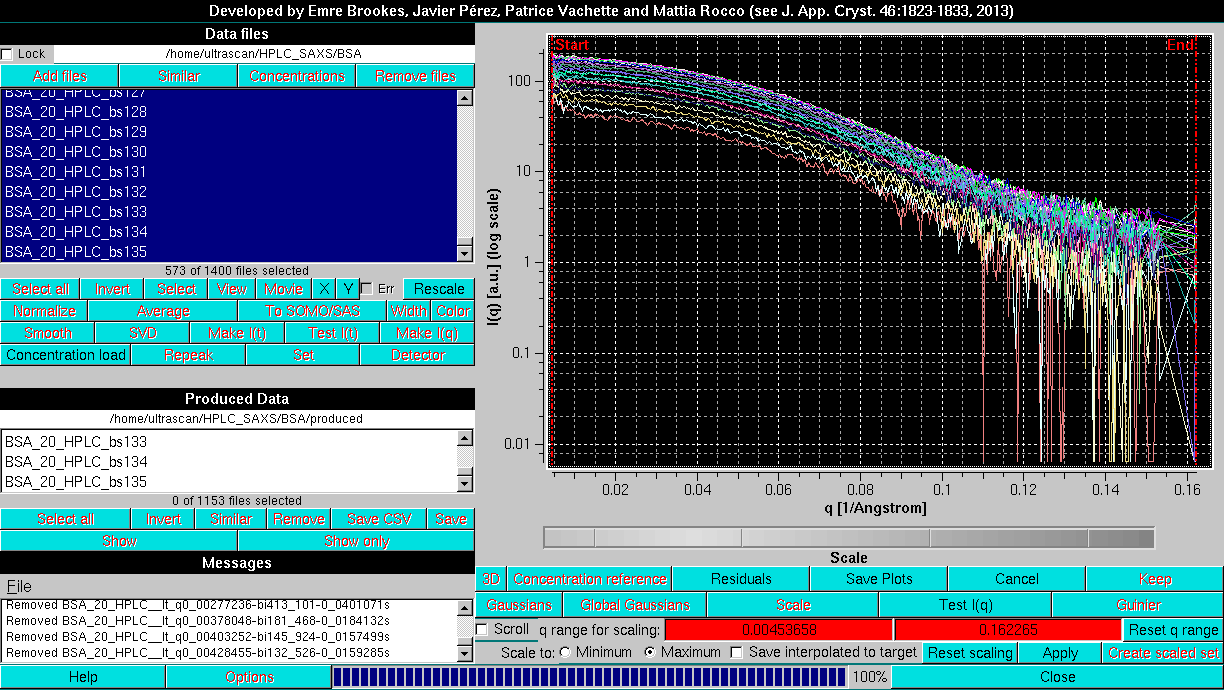 Developed by Emre Brookes, Javier Pérez, Patrice Vachette and Mattia Rocco (see J. App. Cryst. 46:1823-1833, 2013)
Data files
Lock /home/ultrascan/HPLC_SAXS/BSA
Add files Similar Concentrations Remove files
BSA_20_HPLC_bs127
BSA_20_HPLC_bs128
BSA_20_HPLC_bs129
BSA_20_HPLC_bs130
BSA_20_HPLC_bs131
BSA_20_HPLC_bs132
BSA_20_HPLC_bs133
BSA_20_HPLC_bs134
BSA_20_HPLC_bs135
573 of 1400 files selected
Select all Invert Select View Movie X Y Err Rescale
Normalize Average To SOMO/SAS Width Color
Smooth SVD Make I(t) Test I(t) Make I(q)
Concentration load Repeak Set Detector
Produced Data
/home/ultrascan/HPLC_SAXS/BSA/produced
BSA_20_HPLC_bs133
BSA_20_HPLC_bs134
BSA_20_HPLC_bs135
0 of 1153 files selected
Select all Invert Similar Remove Save CSV Save
Show Show only
Messages
File
Removed BSA_20_HPLC__It_q0_00277236-bi413_101-0_0401071s
Removed BSA_20_HPLC__It_q0_00378048-bi181_468-0_0184132s
Removed BSA_20_HPLC__It_q0_00403252-bi145_924-0_0157499s
Removed BSA_20_HPLC__It_q0_00428455-bi132_526-0_0159285s
Help Options 100% Close
Start End
I(q) [a.u.] (log scale)
100
10
1
0.1
0.01
0.02 0.04 0.06 0.08 0.1 0.12 0.14 0.16
q [1/Angstrom]
Scale
3D Concentration reference Residuals Save Plots Cancel Keep
Gaussians Global Gaussians Scale Test I(q) Guinier
Scroll q range for scaling: 0.00453658 0.162265 Reset q range
Scale to: Minimum Maximum Save interpolated to target Reset scaling Apply Create scaled set